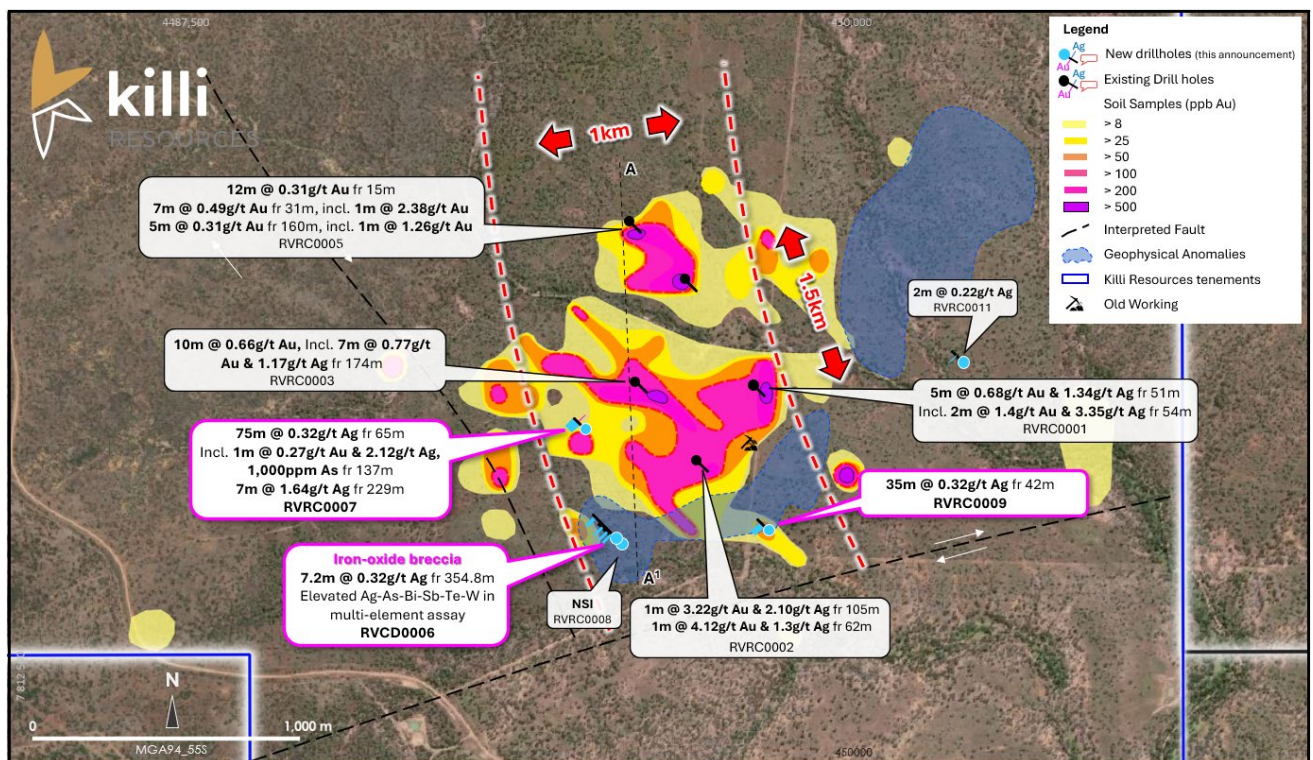 4487,500
450,000
killi
RESOURCES
Legend
Ag
Au
New drillholes (this announcement)
Ag
Au
Existing Drill holes
Soil Samples (ppb Au)
> 8
> 25
> 50
> 100
> 200
> 500
Interpreted Fault
Geophysical Anomalies
Killi Resources tenements
Old Working
1km
A
1.5km
12m @ 0.31g/t Au fr 15m
7m @ 0.49g/t Au fr 31m, incl. 1m @ 2.38g/t Au
5m @ 0.31g/t Au fr 160m, incl. 1m @ 1.26g/t Au
RVRC0005
2m @ 0.22g/t Ag
RVRC0011
10m @ 0.66g/t Au, Incl. 7m @ 0.77g/t
Au & 1.17g/t Ag fr 174m
RVRC0003
5m @ 0.68g/t Au & 1.34g/t Ag fr 51m
Incl. 2m @ 1.4g/t Au & 3.35g/t Ag fr 54m
RVRC0001
75m @ 0.32g/t Ag fr 65m
Incl. 1m @ 0.27g/t Au & 2.12g/t Ag,
1,000ppm As fr 137m
7m @ 1.64g/t Ag fr 229m
RVRC0007
35m @ 0.32g/t Ag fr 42m
RVRC0009
Iron-oxide breccia
7.2m @ 0.32g/t Ag fr 354.8m
Elevated Ag-As-Bi-Sb-Te-W in
multi-element assay
RVCD0006
A¹
NSI
RVRC0008
1m @ 3.22g/t Au & 2.10g/t Ag fr 105m
1m @ 4.12g/t Au & 1.3g/t Ag fr 62m
RVRC0002
N
0
1,000 m
MGA94_55S
450000